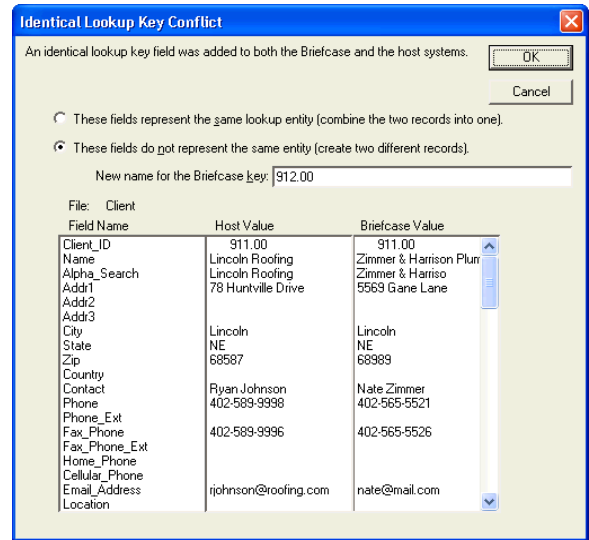 Identical Lookup Key Conflict
An identical lookup key field was added to both the Briefcase and the host systems.
OK
Cancel
These fields represent the same lookup entity (combine the two records into one).
These fields do not represent the same entity (create two different records).
New name for the Briefcase key: 912.00
File: Client
Field Name Host Value Briefcase Value
Client_ID 911.00 911.00
Name Lincoln Roofing Zimmer & Harrison Plum
Alpha_Search Lincoln Roofing Zimmer & Harriso
Addr1 78 Huntville Drive 5569 Gane Lane
Addr2
Addr3
City Lincoln Lincoln
State NE NE
Zip 68587 68989
Country
Contact Ryan Johnson Nate Zimmer
Phone 402-589-9998 402-565-5521
Phone_Ext
Fax_Phone 402-589-9996 402-565-5526
Fax_Phone_Ext
Home_Phone
Cellular_Phone
Email_Address rjohnson@roofing.com nate@mail.com
Location